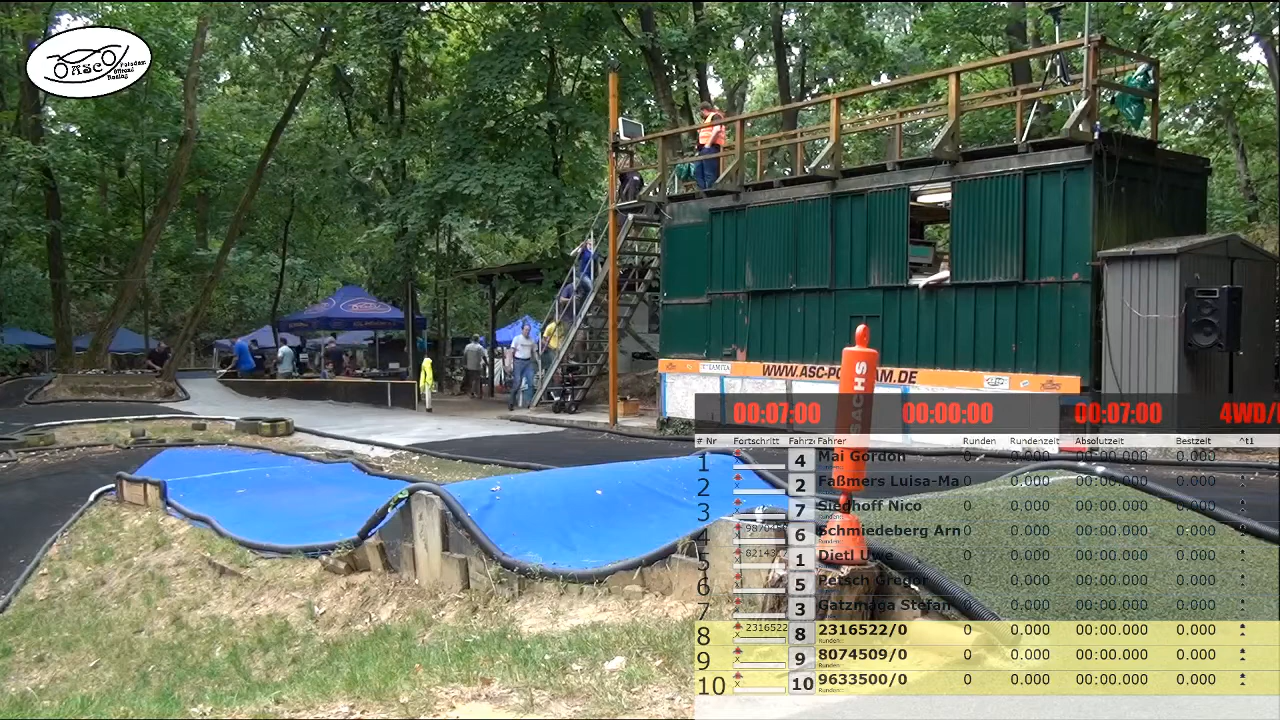 OASCO
Potsdam
Offroad
Racing
TAMIYA
WWW.ASC-PO
M.DE
SACHS
00:07:00 00:00:00 00:07:00 4WD/
# Nr Fortschritt Fahrz Fahrer Runden Rundenzeit Absolutzeit Bestzeit ^t1
1 4 Mai Gordon 0 0.000 00:00.000 0.000
2 2 Faßmers Luisa-Ma 0 0.000 00:00.000 0.000
3 7 Sieghoff Nico 0 0.000 00:00.000 0.000
4 6 Schmiedeberg Arn 0 0.000 00:00.000 0.000
5 1 Dietl Uwe 0 0.000 00:00.000 0.000
6 5 Petsch Gregor 0 0.000 00:00.000 0.000
7 3 Gatzmaga Stefan 0 0.000 00:00.000 0.000
8 2316522 8 2316522/0 0 0.000 00:00.000 0.000
9 9 8074509/0 0 0.000 00:00.000 0.000
10 10 9633500/0 0 0.000 00:00.000 0.000